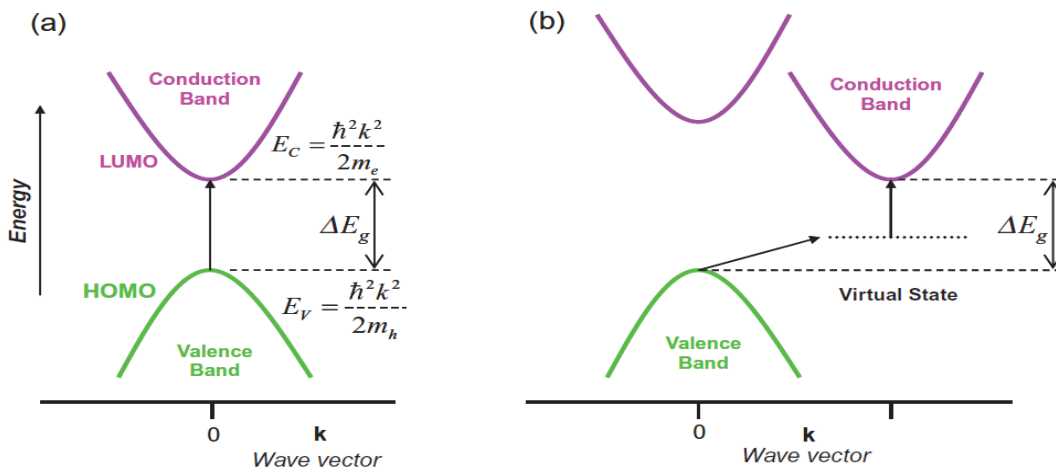 (a)
Conduction
Band
LUMO
E_C = ħ²k² / 2m_e
Energy
ΔE_g
HOMO
E_V = ħ²k² / 2m_h
Valence
Band
0 k
Wave vector
(b)
Conduction
Band
ΔE_g
Virtual State
Valence
Band
0 k
Wave vector